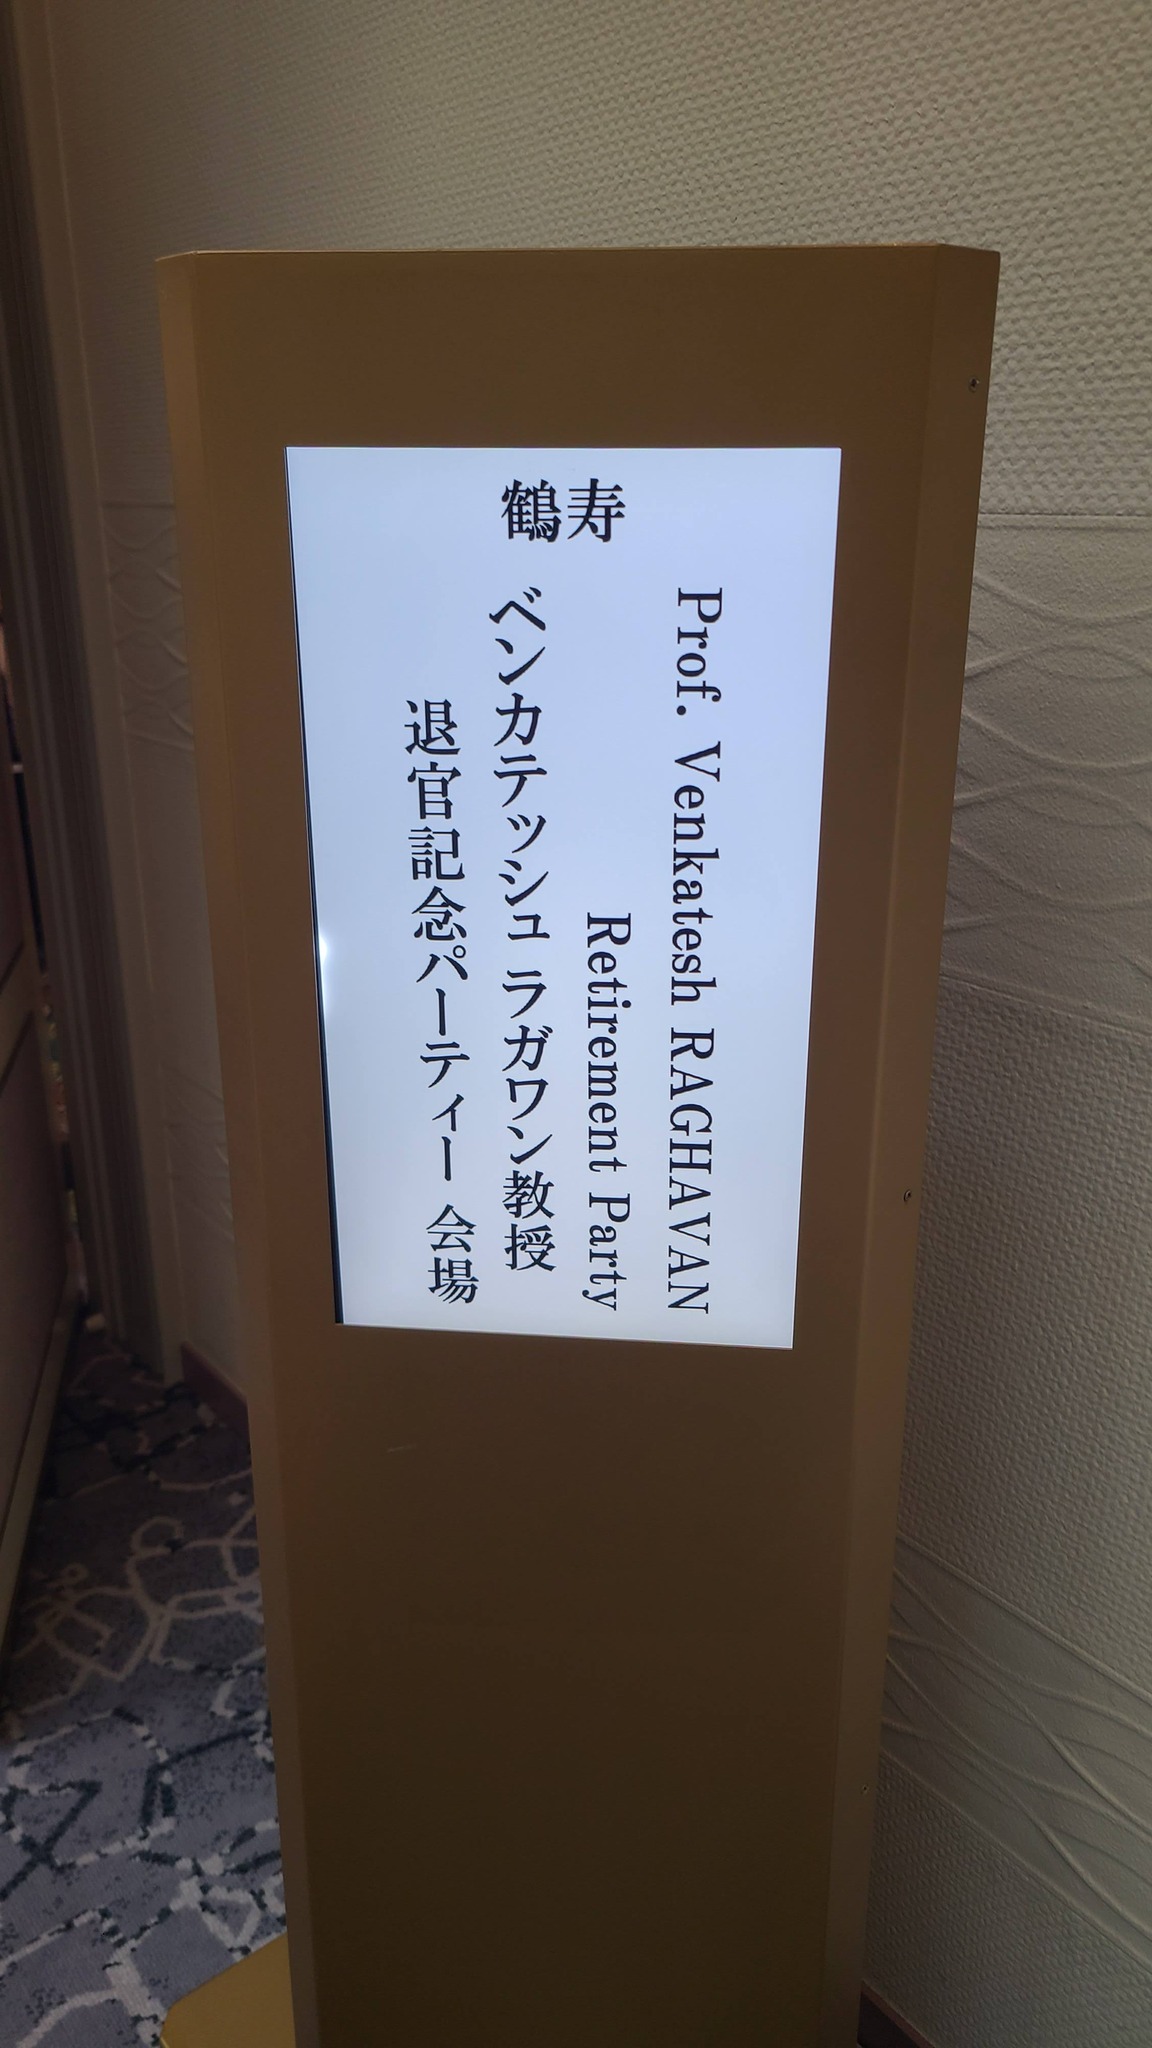 鶴寿
Prof. Venkatesh RAGHAVAN
Retirement Party
ベンカテッシュ ラガワン教授
退官記念パーティー 会場